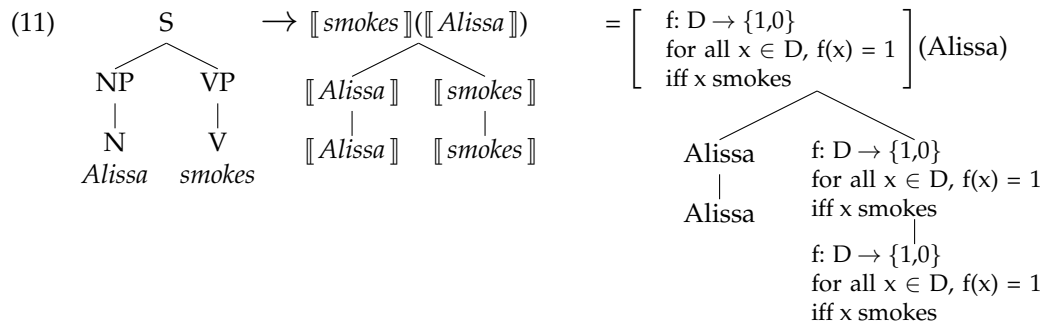 (11) S → ⟦smokes⟧(⟦Alissa⟧) = [ f: D → {1,0}
for all x ∈ D, f(x) = 1
iff x smokes ] (Alissa)
NP VP ⟦Alissa⟧ ⟦smokes⟧
N V ⟦Alissa⟧ ⟦smokes⟧
Alissa smokes
Alissa
f: D → {1,0}
for all x ∈ D, f(x) = 1
iff x smokes
Alissa
f: D → {1,0}
for all x ∈ D, f(x) = 1
iff x smokes